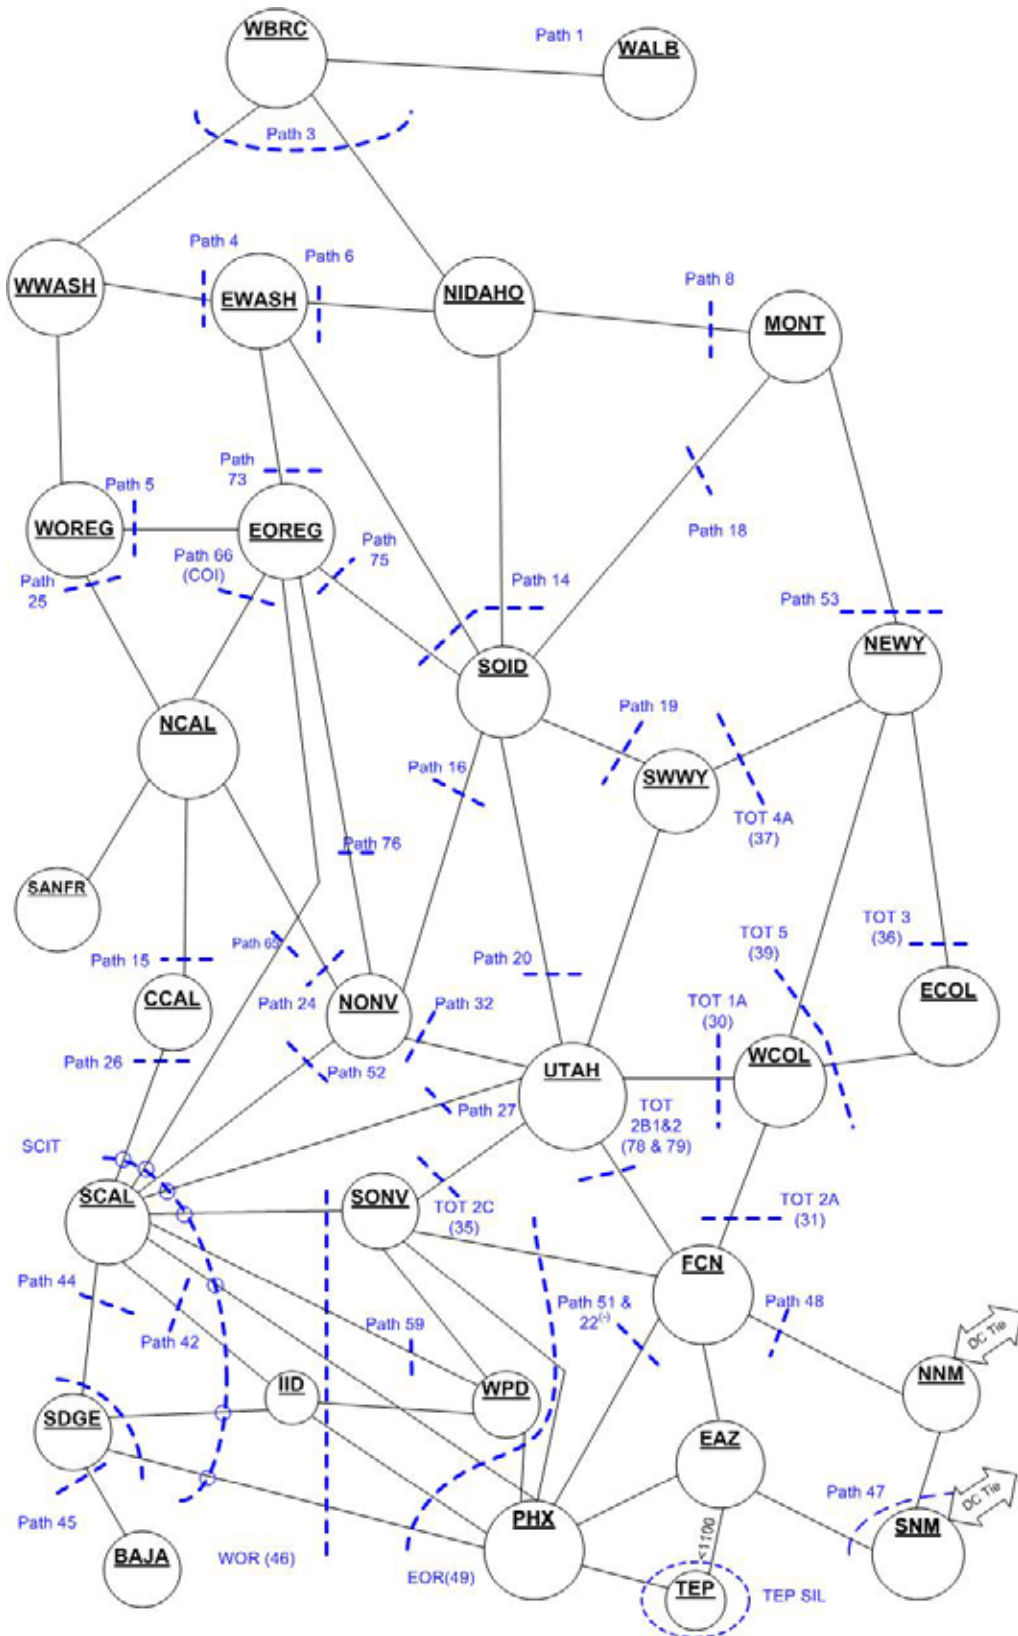 WBRC
Path 1
WALB
Path 3
Path 4
Path 6
WWASH
EWASH
NIDAHO
Path 8
MONT
Path
73
Path 5
WOREG
EOREG
Path 18
Path 66
(COI)
Path
75
Path
25
Path 14
Path 53
NEWY
SOID
NCAL
Path 19
Path 16
SWWY
TOT 4A
(37)
Path 76
SANFR
TOT 3
(36)
TOT 5
(39)
Path 65
Path 15
Path 20
CCAL
Path 24
NONV
Path 32
TOT 1A
(30)
ECOL
WCOL
Path 26
Path 52
UTAH
Path 27
TOT
2B1&2
(78 & 79)
SCIT
SCAL
SONV
TOT 2C
(35)
TOT 2A
(31)
FCN
Path 44
Path 42
Path 59
Path 51 &
22(-)
Path 48
DC Tie
IID
WPD
NNM
SDGE
EAZ
Path 47
DC Tie
Path 45
PHX
SNM
BAJA
WOR (46)
EOR(49)
<1100
TEP
TEP SIL